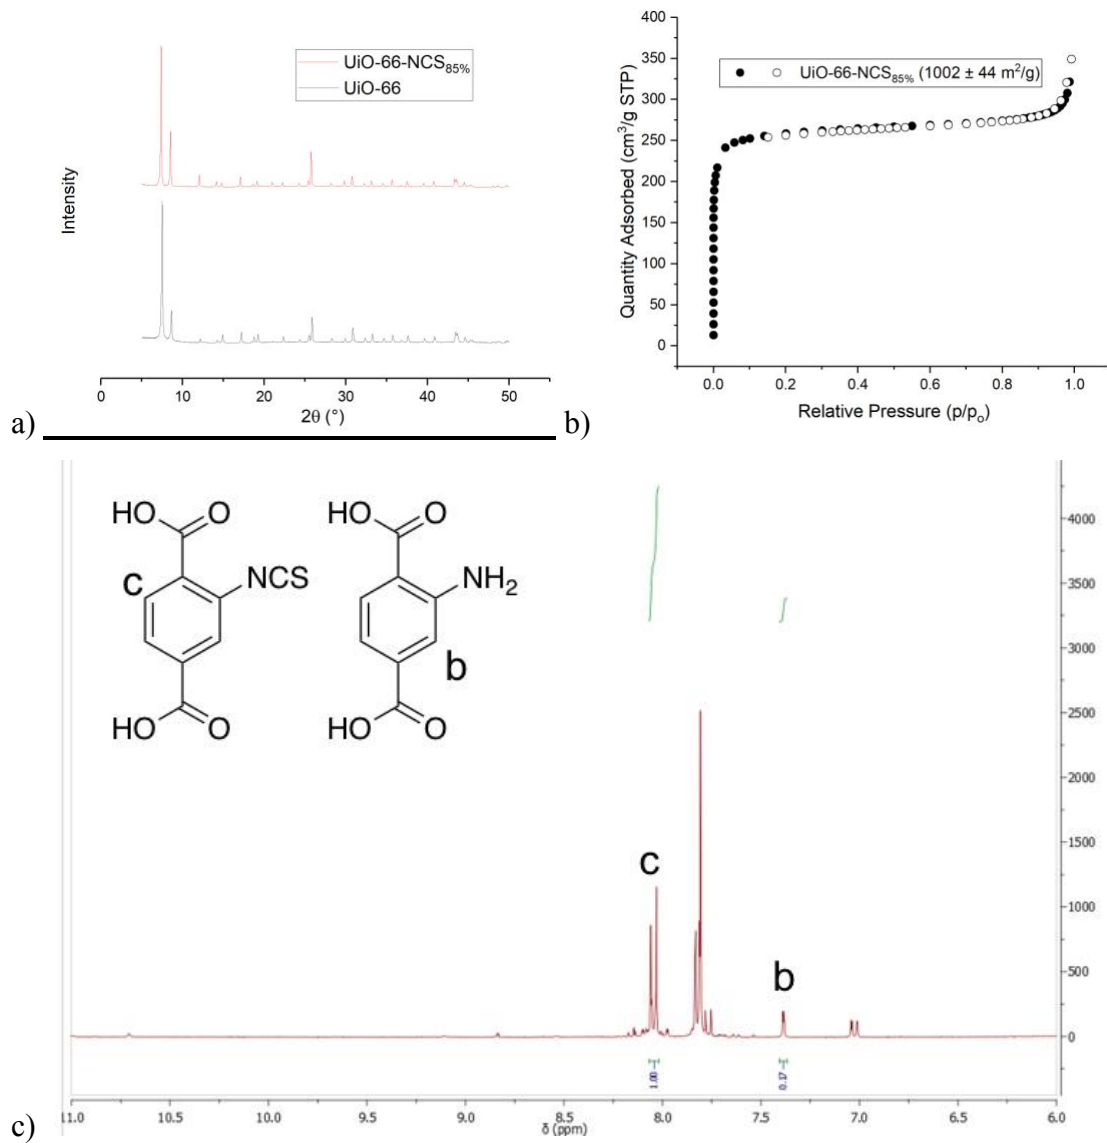 UiO-66-NCS85%
UiO-66
Intensity
0 10 20 30 40 50
2θ (°)
a)
400
350
300
250
200
150
100
50
0
Quantity Adsorbed (cm³/g STP)
UiO-66-NCS85% (1002 ± 44 m²/g)
0.0 0.2 0.4 0.6 0.8 1.0
Relative Pressure (p/po)
b)
HO O
c NCS
HO O
HO O
NH2
b
HO O
c
b
4000
3500
3000
2500
2000
1500
1000
500
0
1.00
0.17
11.0 10.5 10.0 9.5 9.0 8.5 8.0 7.5 7.0 6.5 6.0
δ (ppm)
c)